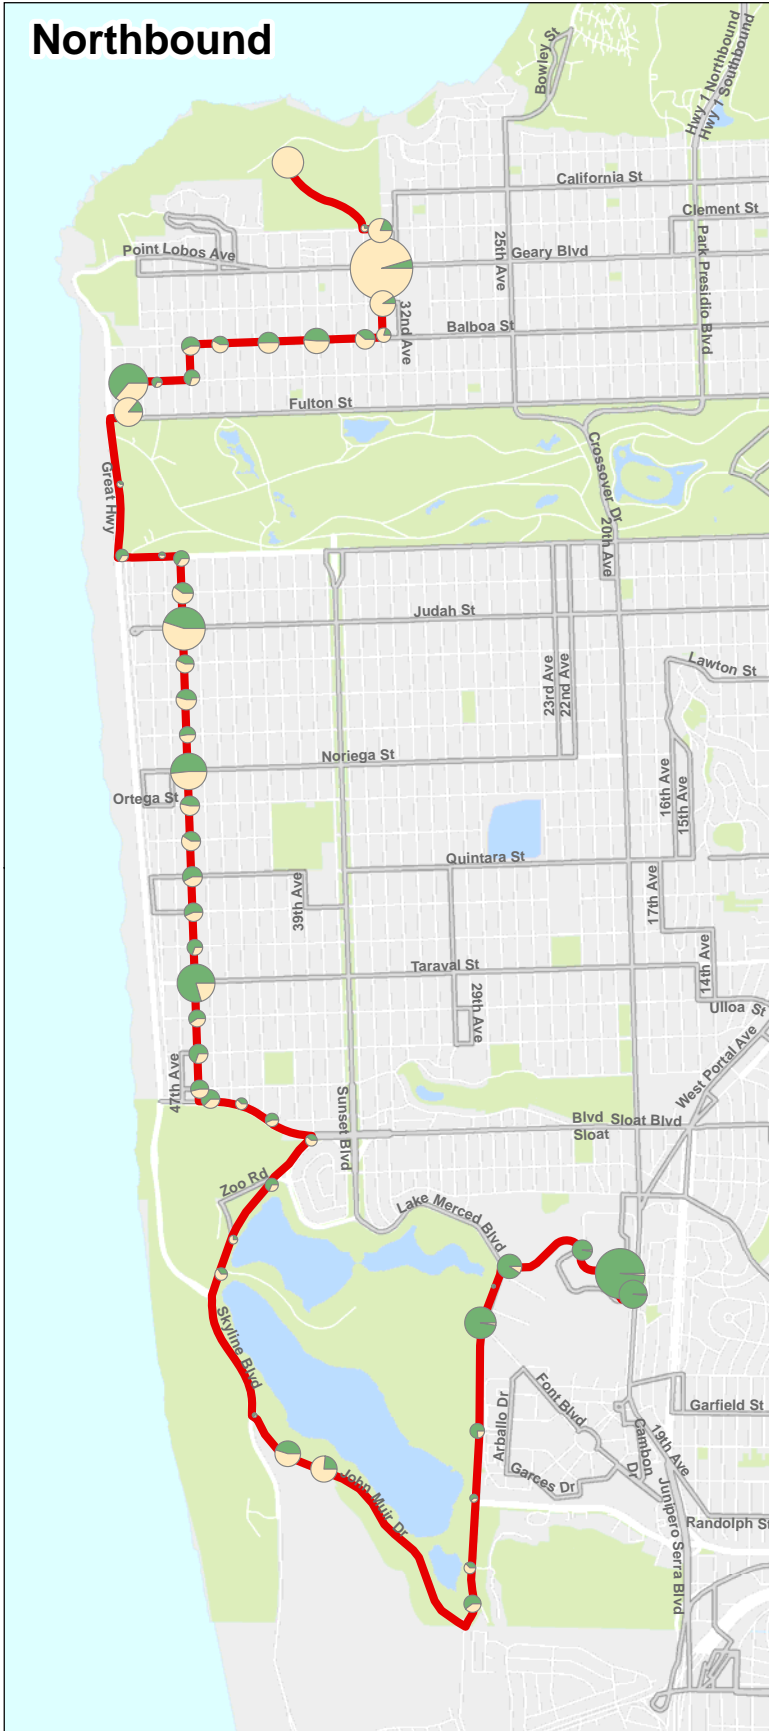 Northbound
Bowley St
Hwy 1 Northbound
Hwy 1 Southbound
California St
Clement St
Point Lobos Ave
25th Ave
Geary Blvd
Park Presidio Blvd
32nd Ave
Balboa St
Fulton St
Great Hwy
Crossover Dr
20th Ave
Judah St
Lawton St
23rd Ave
22nd Ave
Noriega St
Ortega St
16th Ave
15th Ave
Quintara St
39th Ave
17th Ave
Taraval St
14th Ave
29th Ave
Ulloa St
West Portal Ave
47th Ave
Sunset Blvd
Blvd Sloat Blvd
Sloat
Zoo Rd
Lake Merced Blvd
Skyline Blvd
Arballo Dr
Font Blvd
Garfield St
Cambon
Dr
19th Ave
Garces Dr
John Muir Dr
Junipero Serra Blvd
Randolph St